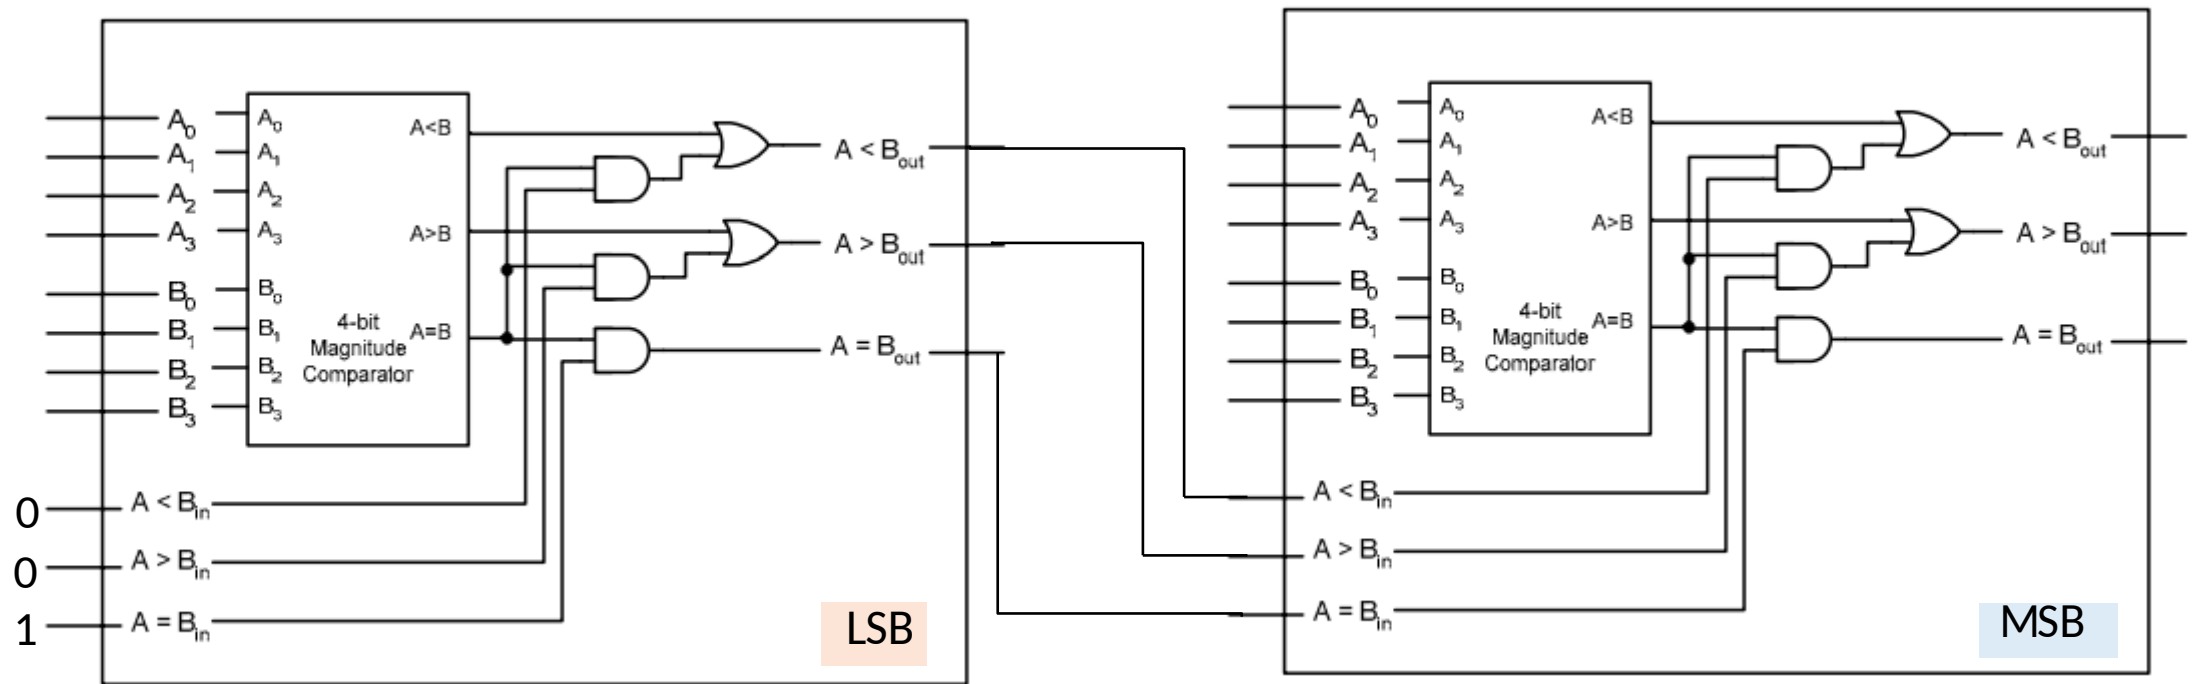 A0 A0
A1 A1
A2 A2
A3 A3
B0 B0
B1 B1
B2 B2
B3 B3
A<B
A>B
A=B
4-bit
Magnitude
Comparator
A < Bout
A > Bout
A = Bout
0 A < Bin
0 A > Bin
1 A = Bin
LSB
A0 A0
A1 A1
A2 A2
A3 A3
B0 B0
B1 B1
B2 B2
B3 B3
A<B
A>B
A=B
4-bit
Magnitude
Comparator
A < Bout
A > Bout
A = Bout
A < Bin
A > Bin
A = Bin
MSB